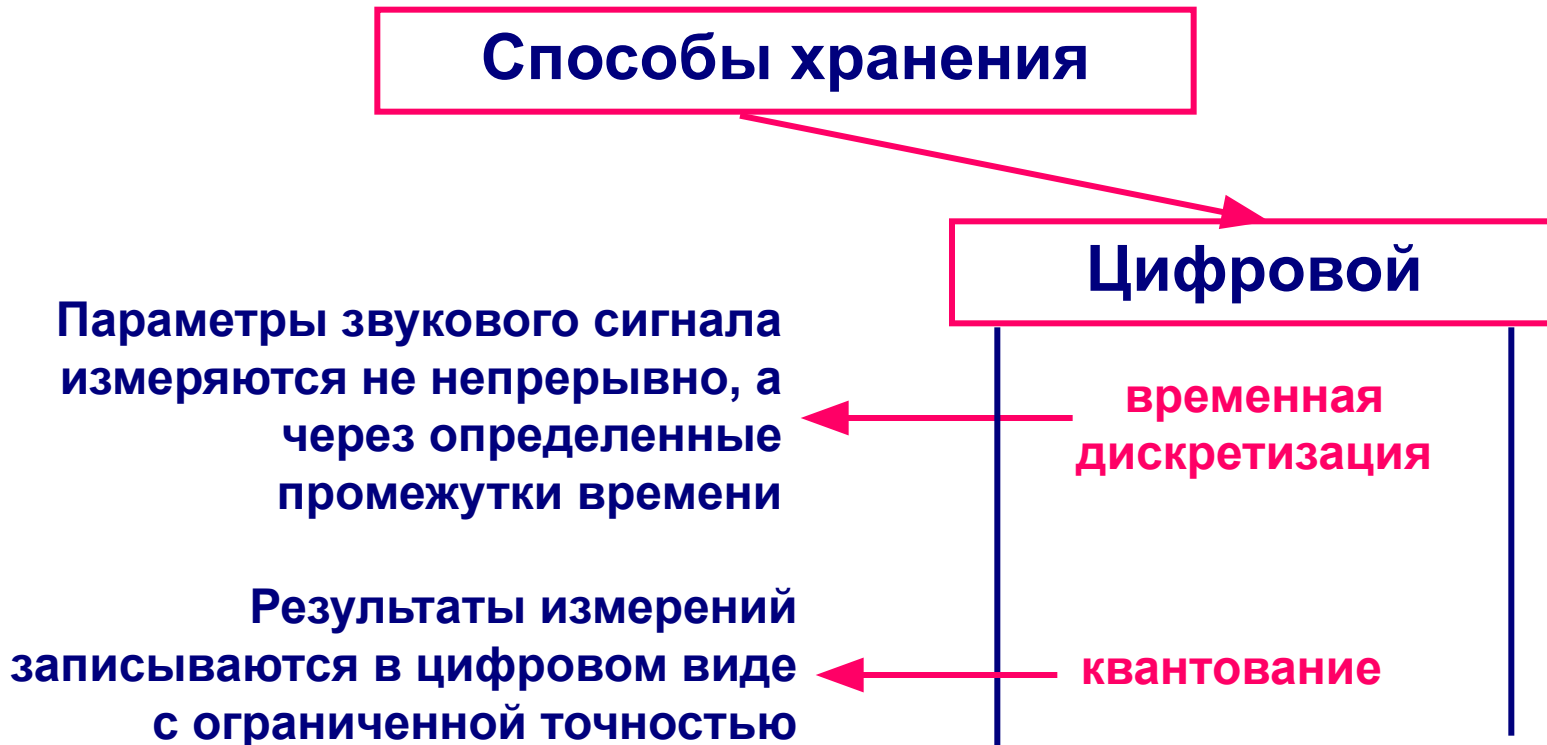 Способы хранения
Цифровой
Параметры звукового сигнала
измеряются не непрерывно, а
через определенные
промежутки времени
временная
дискретизация
Результаты измерений
записываются в цифровом виде
с ограниченной точностью
квантование